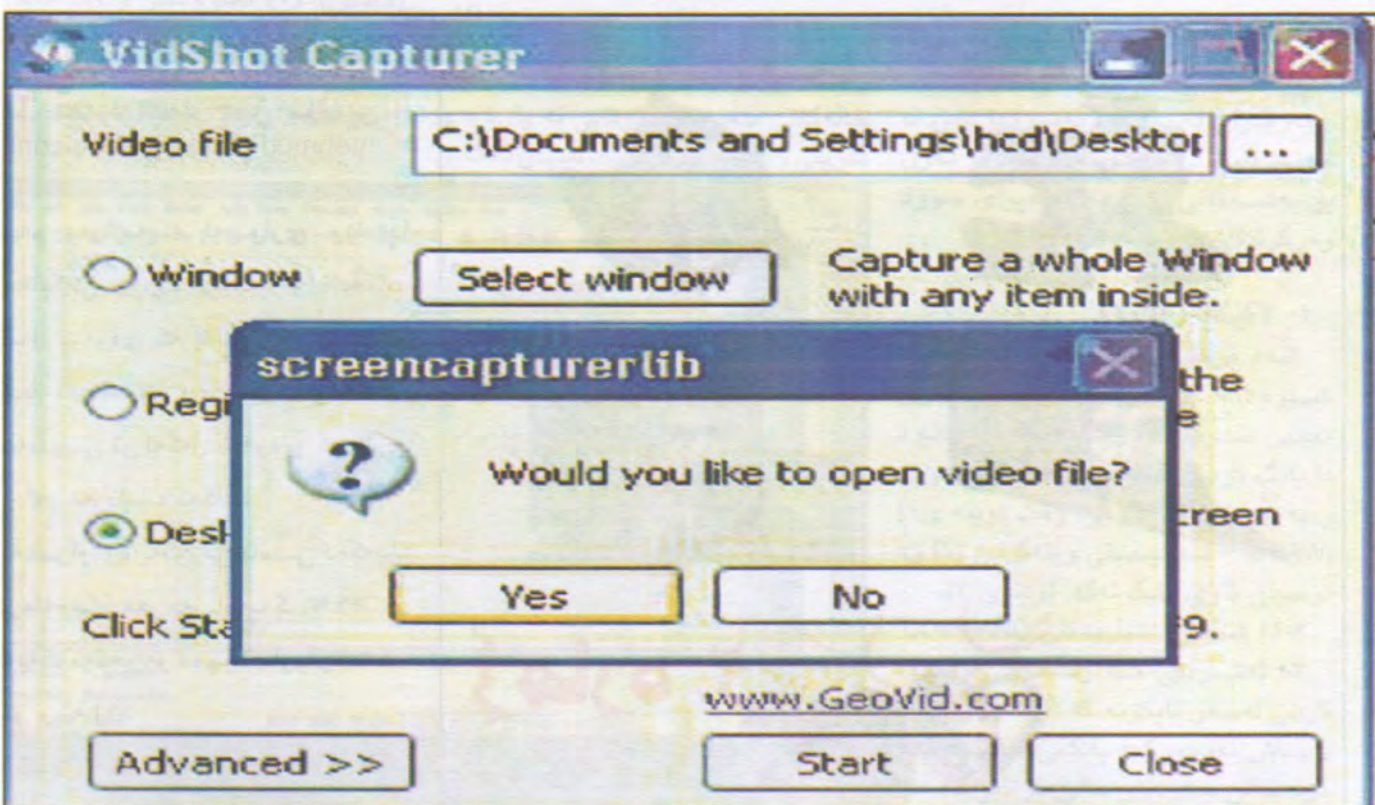 VidShot Capturer
Video file C:\Documents and Settings\hcd\Desktop ...
Window Select window Capture a whole Window
with any item inside.
screencapturerlib
the
Would you like to open video file?
Yes No
Click
9.
www.GeoVid.com
Advanced >> Start Close